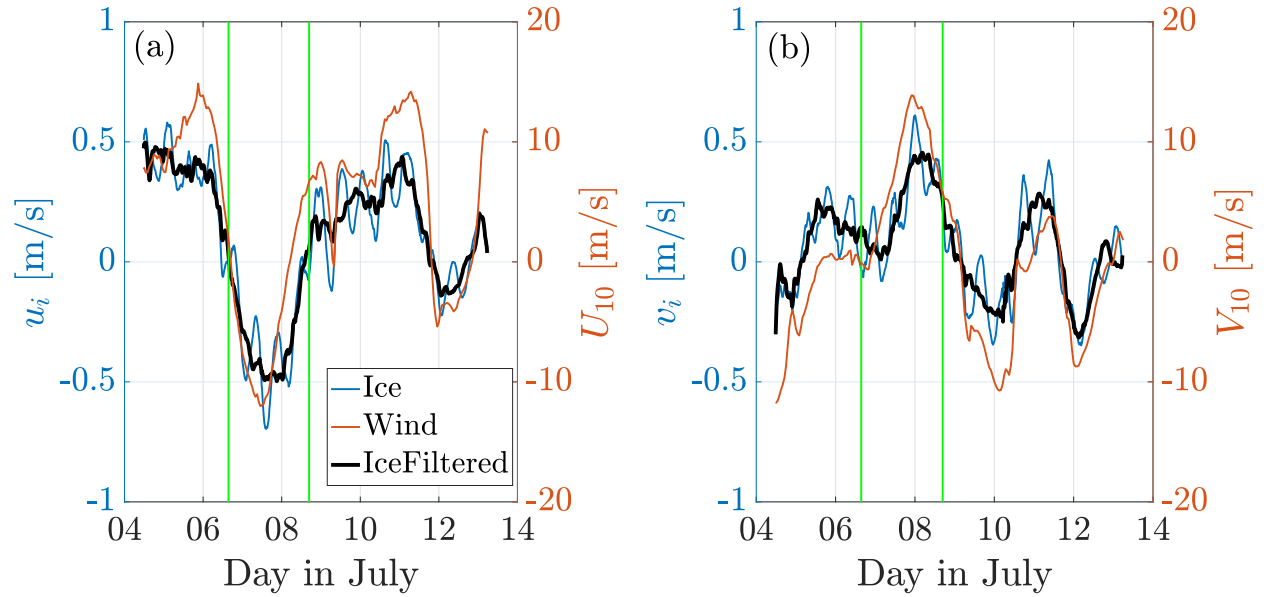 (a)
1
0.5
0
-0.5
-1
u_i [m/s]
20
10
0
-10
-20
U_10 [m/s]
04 06 08 10 12 14
Day in July
Ice
Wind
IceFiltered
(b)
1
0.5
0
-0.5
-1
v_i [m/s]
20
10
0
-10
-20
V_10 [m/s]
04 06 08 10 12 14
Day in July